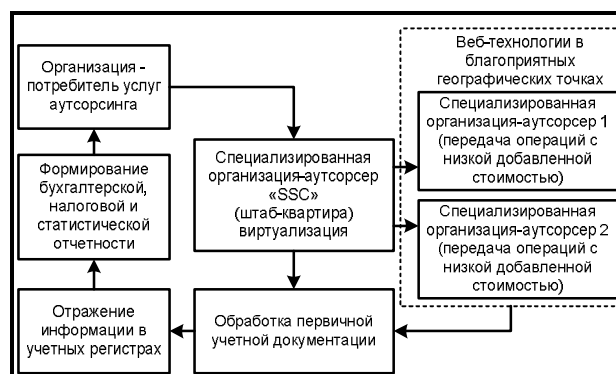 Организация -
потребитель услуг
аутсорсинга
Веб-технологии в
благоприятных
географических точках
Специализированная
организация-аутсорсер 1
(передача операций с
низкой добавленной
стоимостью)
Формирование
бухгалтерской,
налоговой и
статистической
отчетности
Специализированная
организация-аутсорсер
«SSC»
(штаб-квартира)
виртуализация
Специализированная
организация-аутсорсер 2
(передача операций с
низкой добавленной
стоимостью)
Отражение
информации в
учетных регистрах
Обработка первичной
учетной документации